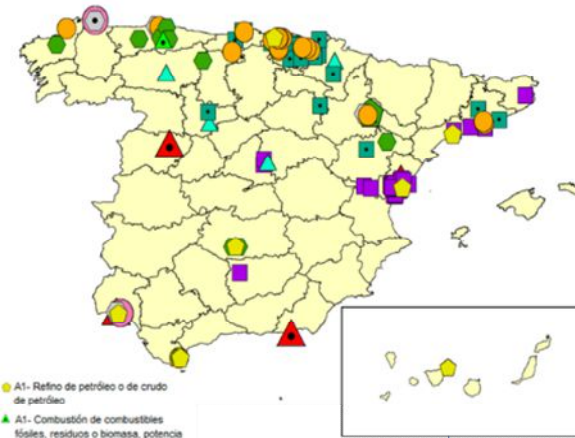 A1- Refino de petróleo o de crudo
de petróleo
A1- Combustión de combustibles
fósiles, residuos o biomasa, potencia